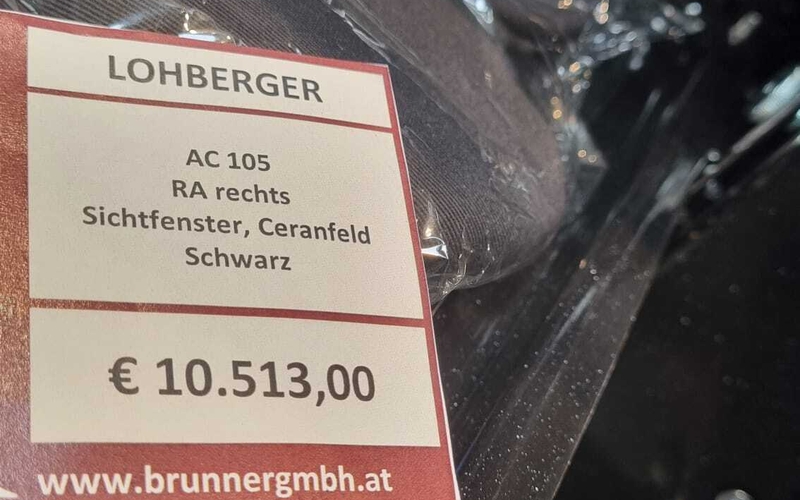 LOHBERGER
AC 105
RA rechts
Sichtfenster, Ceranfeld
Schwarz
€ 10.513,00
www.brunnergmbh.at